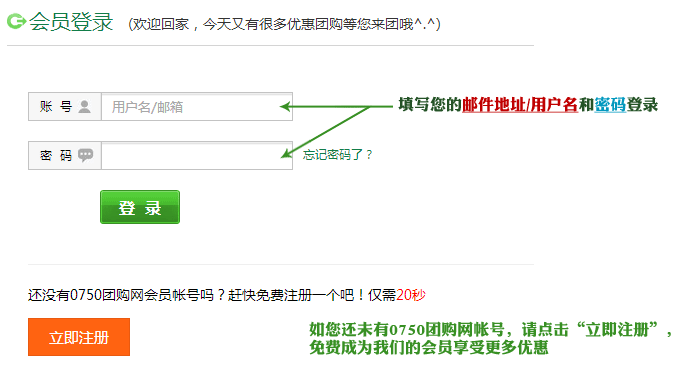 会员登录 (欢迎回家，今天又有很多优惠团购等您来团哦^.^)
账 号 用户名/邮箱 填写您的邮件地址/用户名和密码登录
密 码 忘记密码了？
登 录
还没有0750团购网会员帐号吗？赶快免费注册一个吧！仅需20秒
立即注册 如您还未有0750团购网帐号，请点击“立即注册”，
免费成为我们的会员享受更多优惠